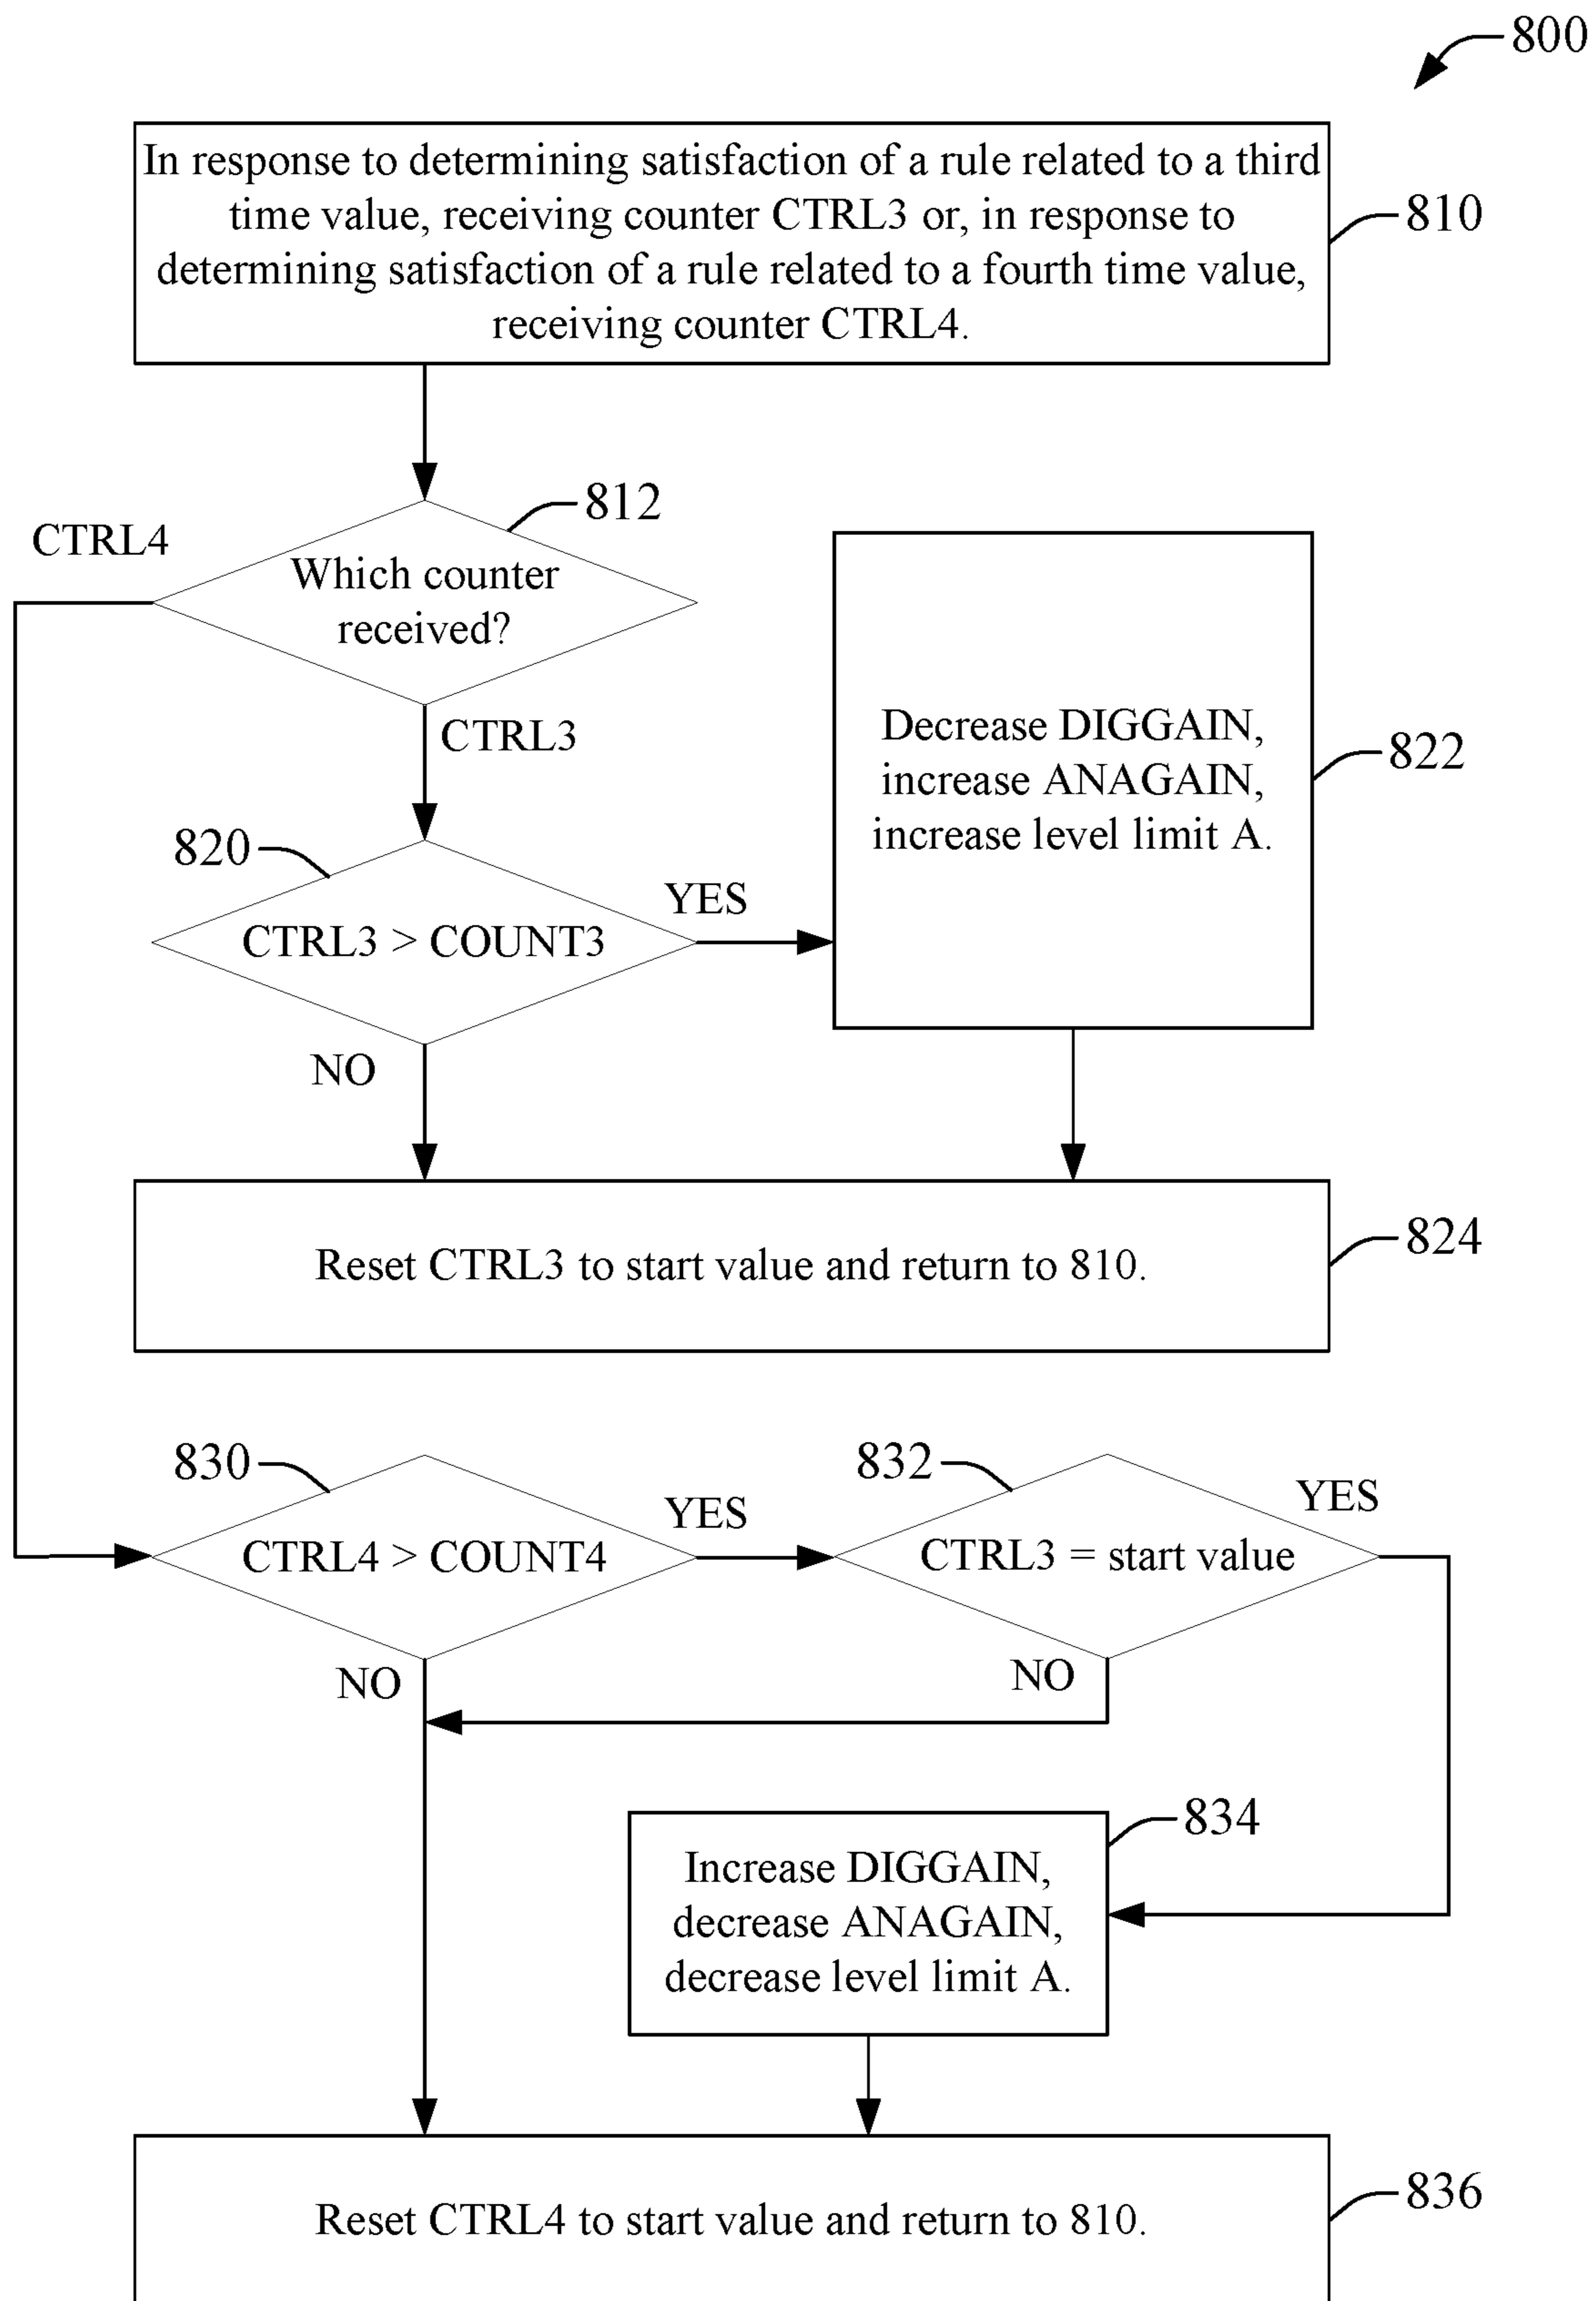 800
In response to determining satisfaction of a rule related to a third
time value, receiving counter CTRL3 or, in response to
determining satisfaction of a rule related to a fourth time value,
receiving counter CTRL4.
810
812
CTRL4
Which counter
received?
CTRL3
Decrease DIGGAIN,
increase ANAGAIN,
increase level limit A.
822
820
CTRL3 > COUNT3
YES
NO
Reset CTRL3 to start value and return to 810.
824
830
CTRL4 > COUNT4
YES
NO
832
CTRL3 = start value
YES
NO
834
Increase DIGGAIN,
decrease ANAGAIN,
decrease level limit A.
Reset CTRL4 to start value and return to 810.
836